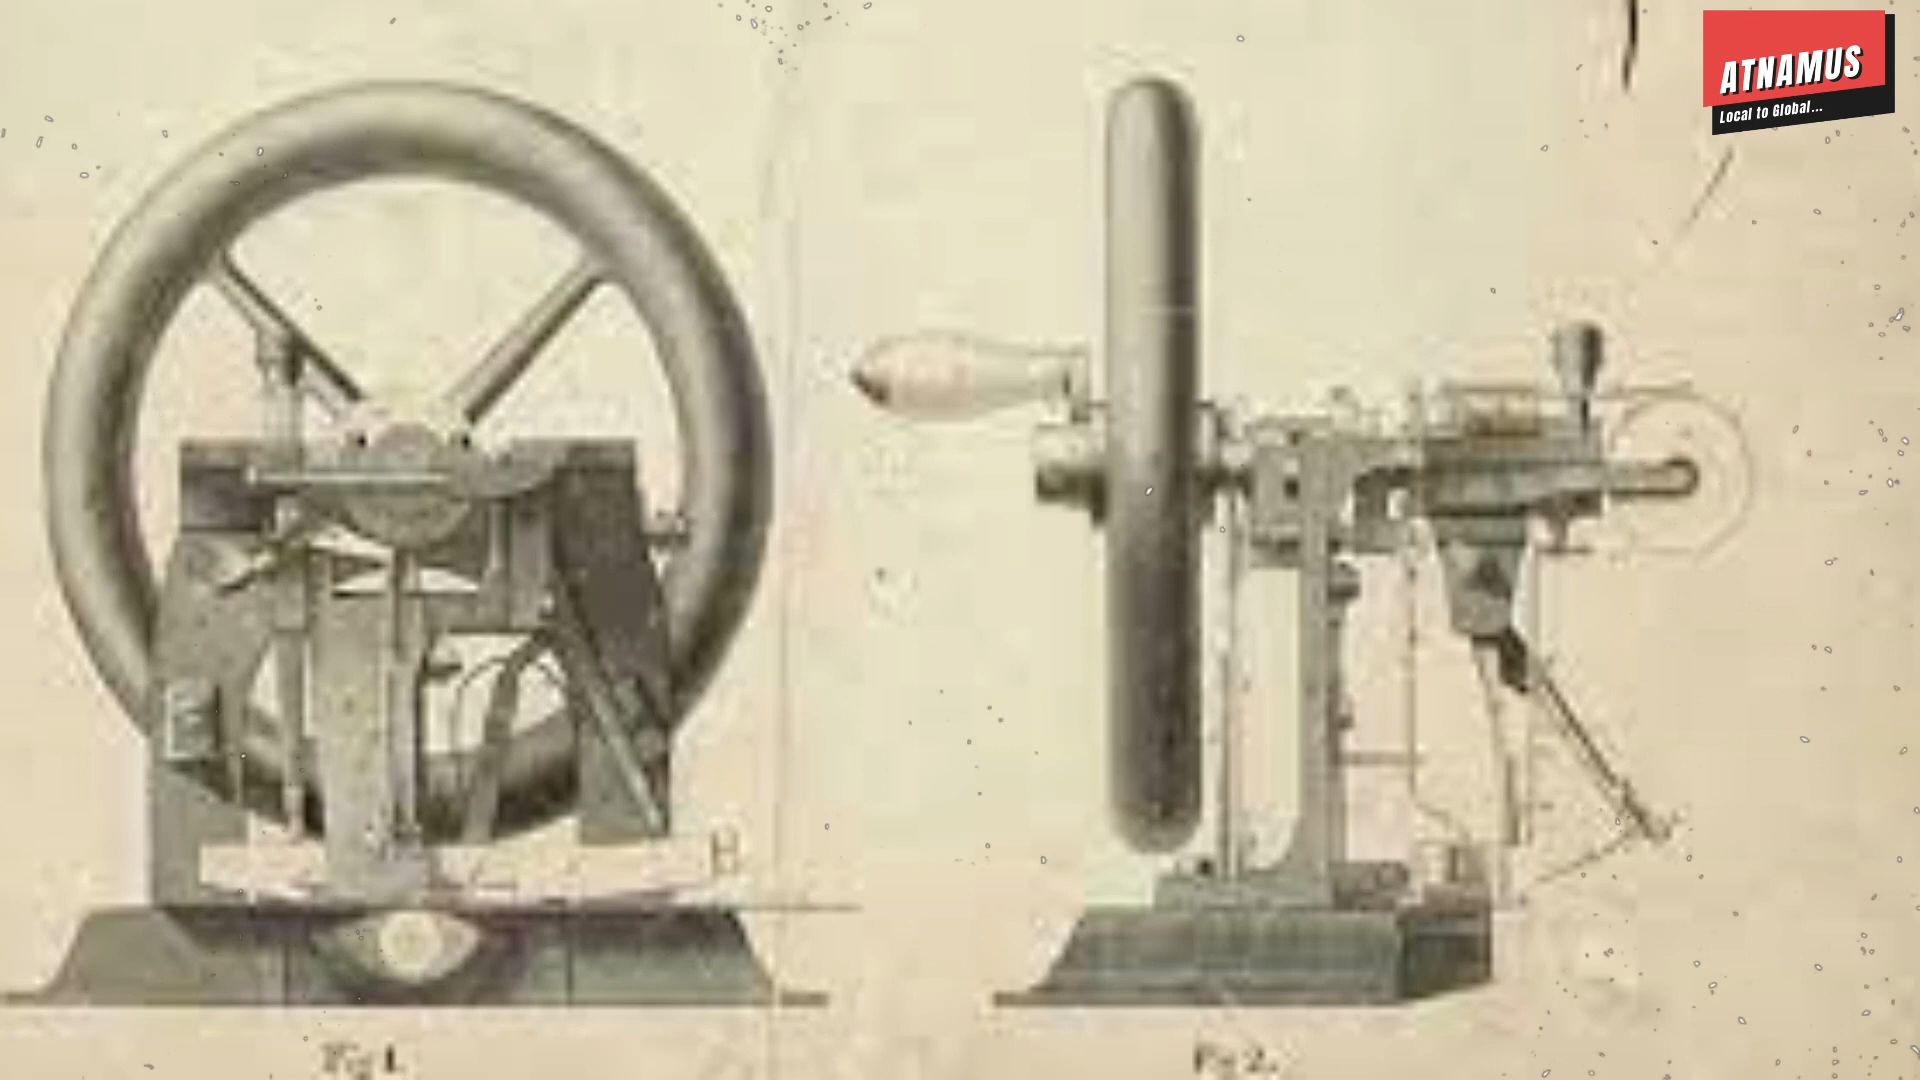 ATNAMUS
Local to Global...
H
Fig 1.
Fig 2.